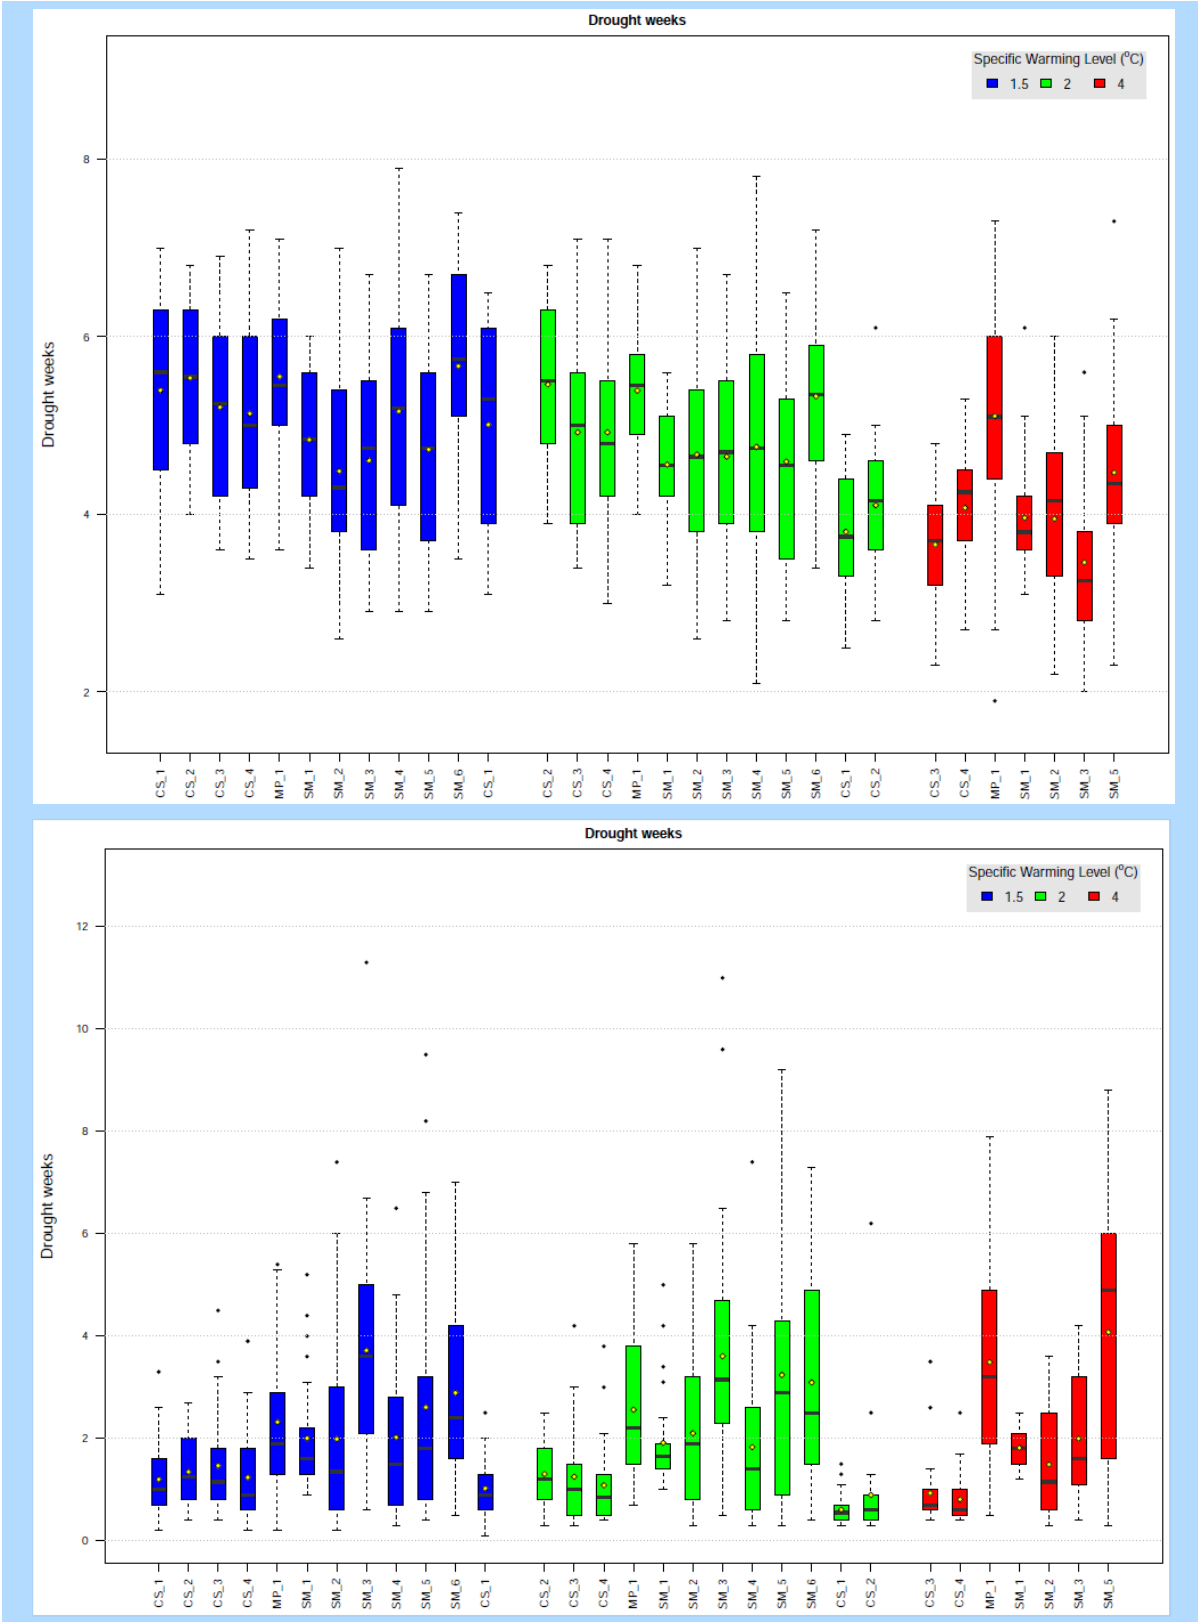 Drought weeks
Specific Warming Level (°C)
1.5 2 4
8
6
4
2
Drought weeks
CS_1 CS_2 CS_3 CS_4 MP_1 SM_1 SM_2 SM_3 SM_4 SM_5 SM_6 CS_1 CS_2 CS_3 CS_4 MP_1 SM_1 SM_2 SM_3 SM_4 SM_5 SM_6 CS_1 CS_2 CS_3 CS_4 MP_1 SM_1 SM_2 SM_3 SM_5
Drought weeks
Specific Warming Level (°C)
1.5 2 4
12
10
8
6
4
2
0
Drought weeks
CS_1 CS_2 CS_3 CS_4 MP_1 SM_1 SM_2 SM_3 SM_4 SM_5 SM_6 CS_1 CS_2 CS_3 CS_4 MP_1 SM_1 SM_2 SM_3 SM_4 SM_5 SM_6 CS_1 CS_2 CS_3 CS_4 MP_1 SM_1 SM_2 SM_3 SM_5